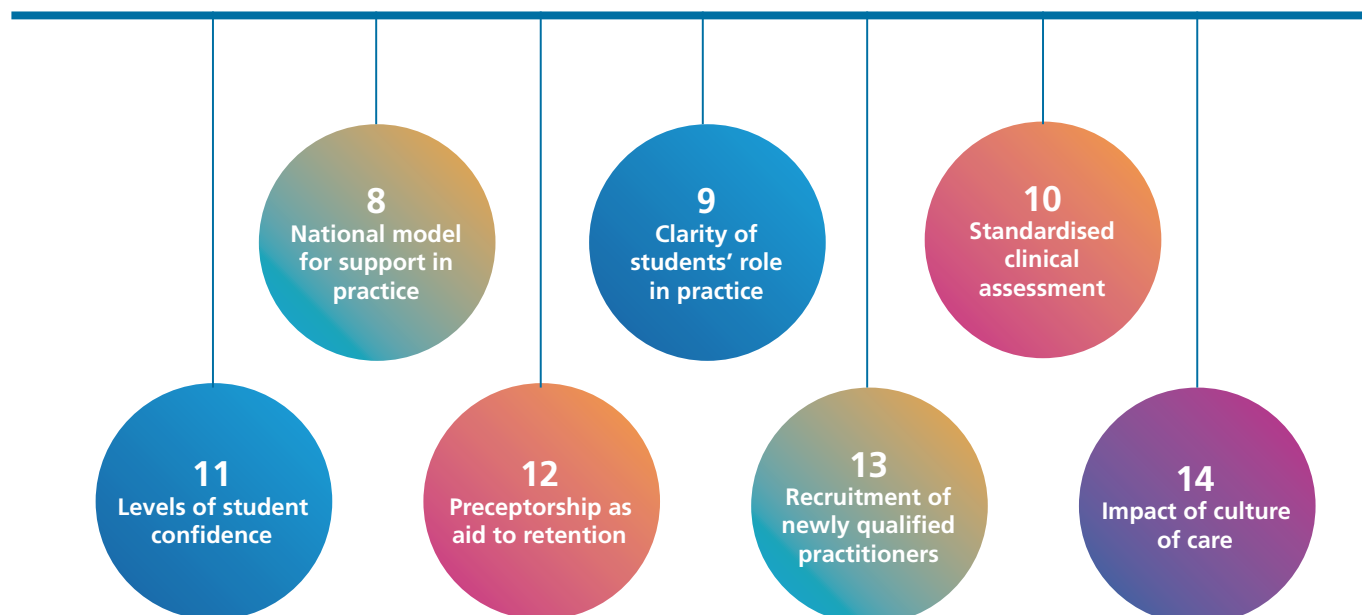 8
National model
for support in
practice
9
Clarity of
students’ role
in practice
10
Standardised
clinical
assessment
11
Levels of student
confidence
12
Preceptorship as
aid to retention
13
Recruitment of
newly qualified
practitioners
14
Impact of culture
of care